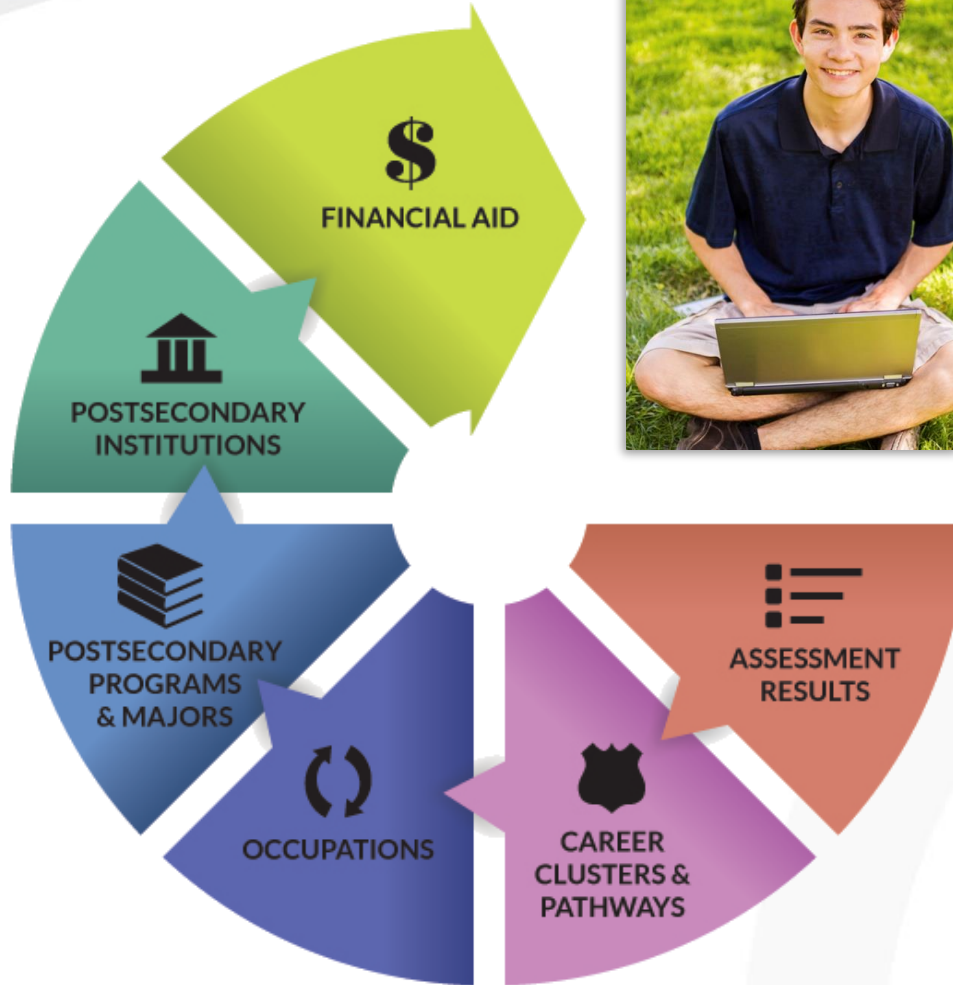 $
FINANCIAL AID
POSTSECONDARY
INSTITUTIONS
POSTSECONDARY
PROGRAMS
& MAJORS
OCCUPATIONS
CAREER
CLUSTERS &
PATHWAYS
ASSESSMENT
RESULTS